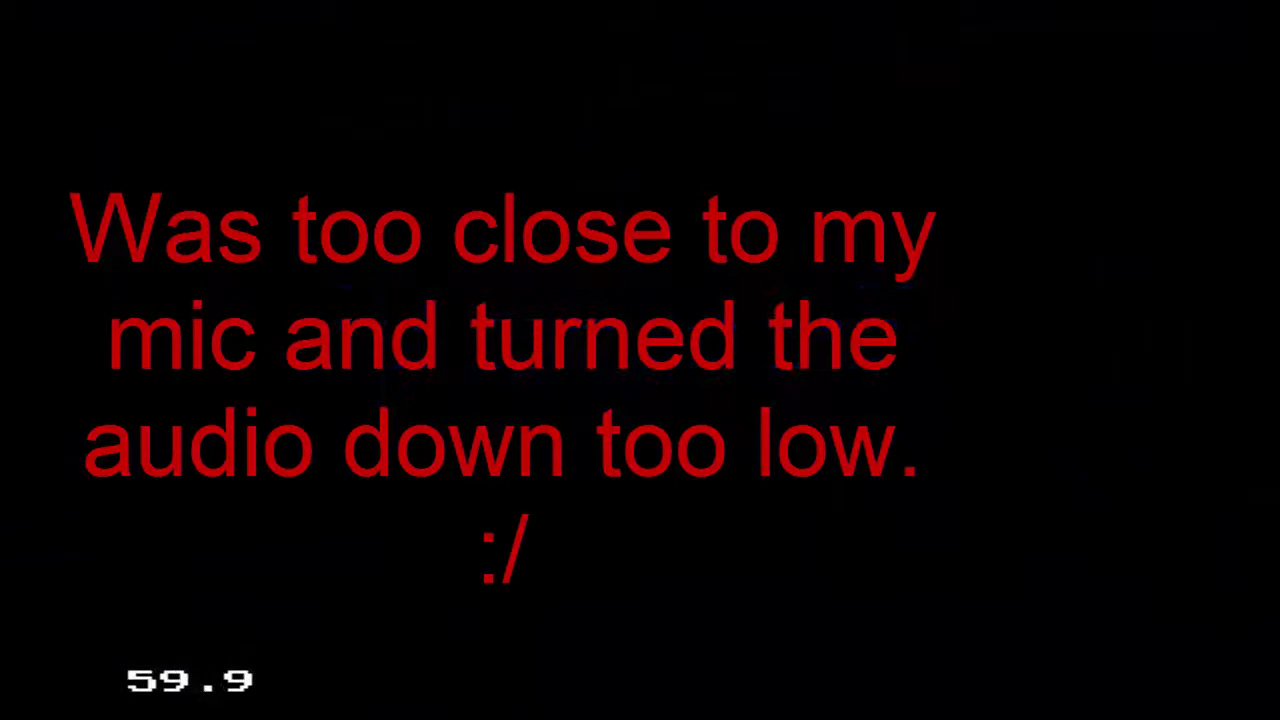 Was too close to my
mic and turned the
audio down too low.
:/
59.9